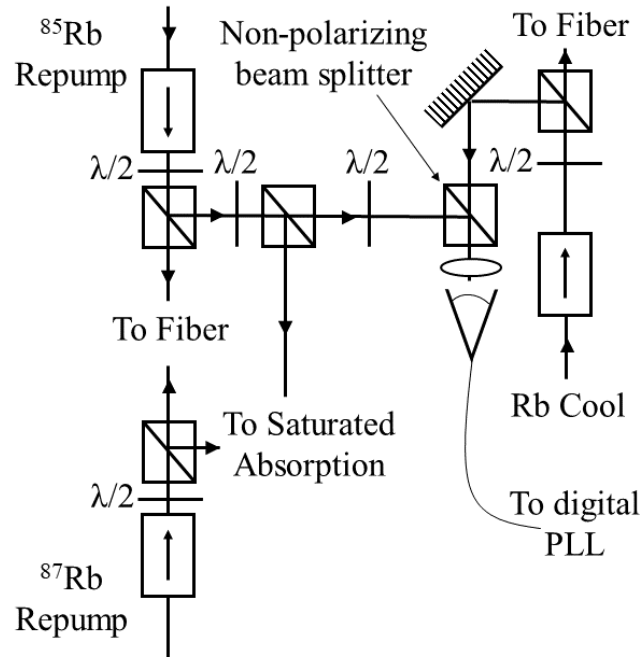 ⁸⁵Rb
Repump
Non-polarizing
beam splitter
To Fiber
λ/2
λ/2
λ/2
λ/2
To Fiber
Rb Cool
To Saturated
Absorption
λ/2
To digital
PLL
⁸⁷Rb
Repump